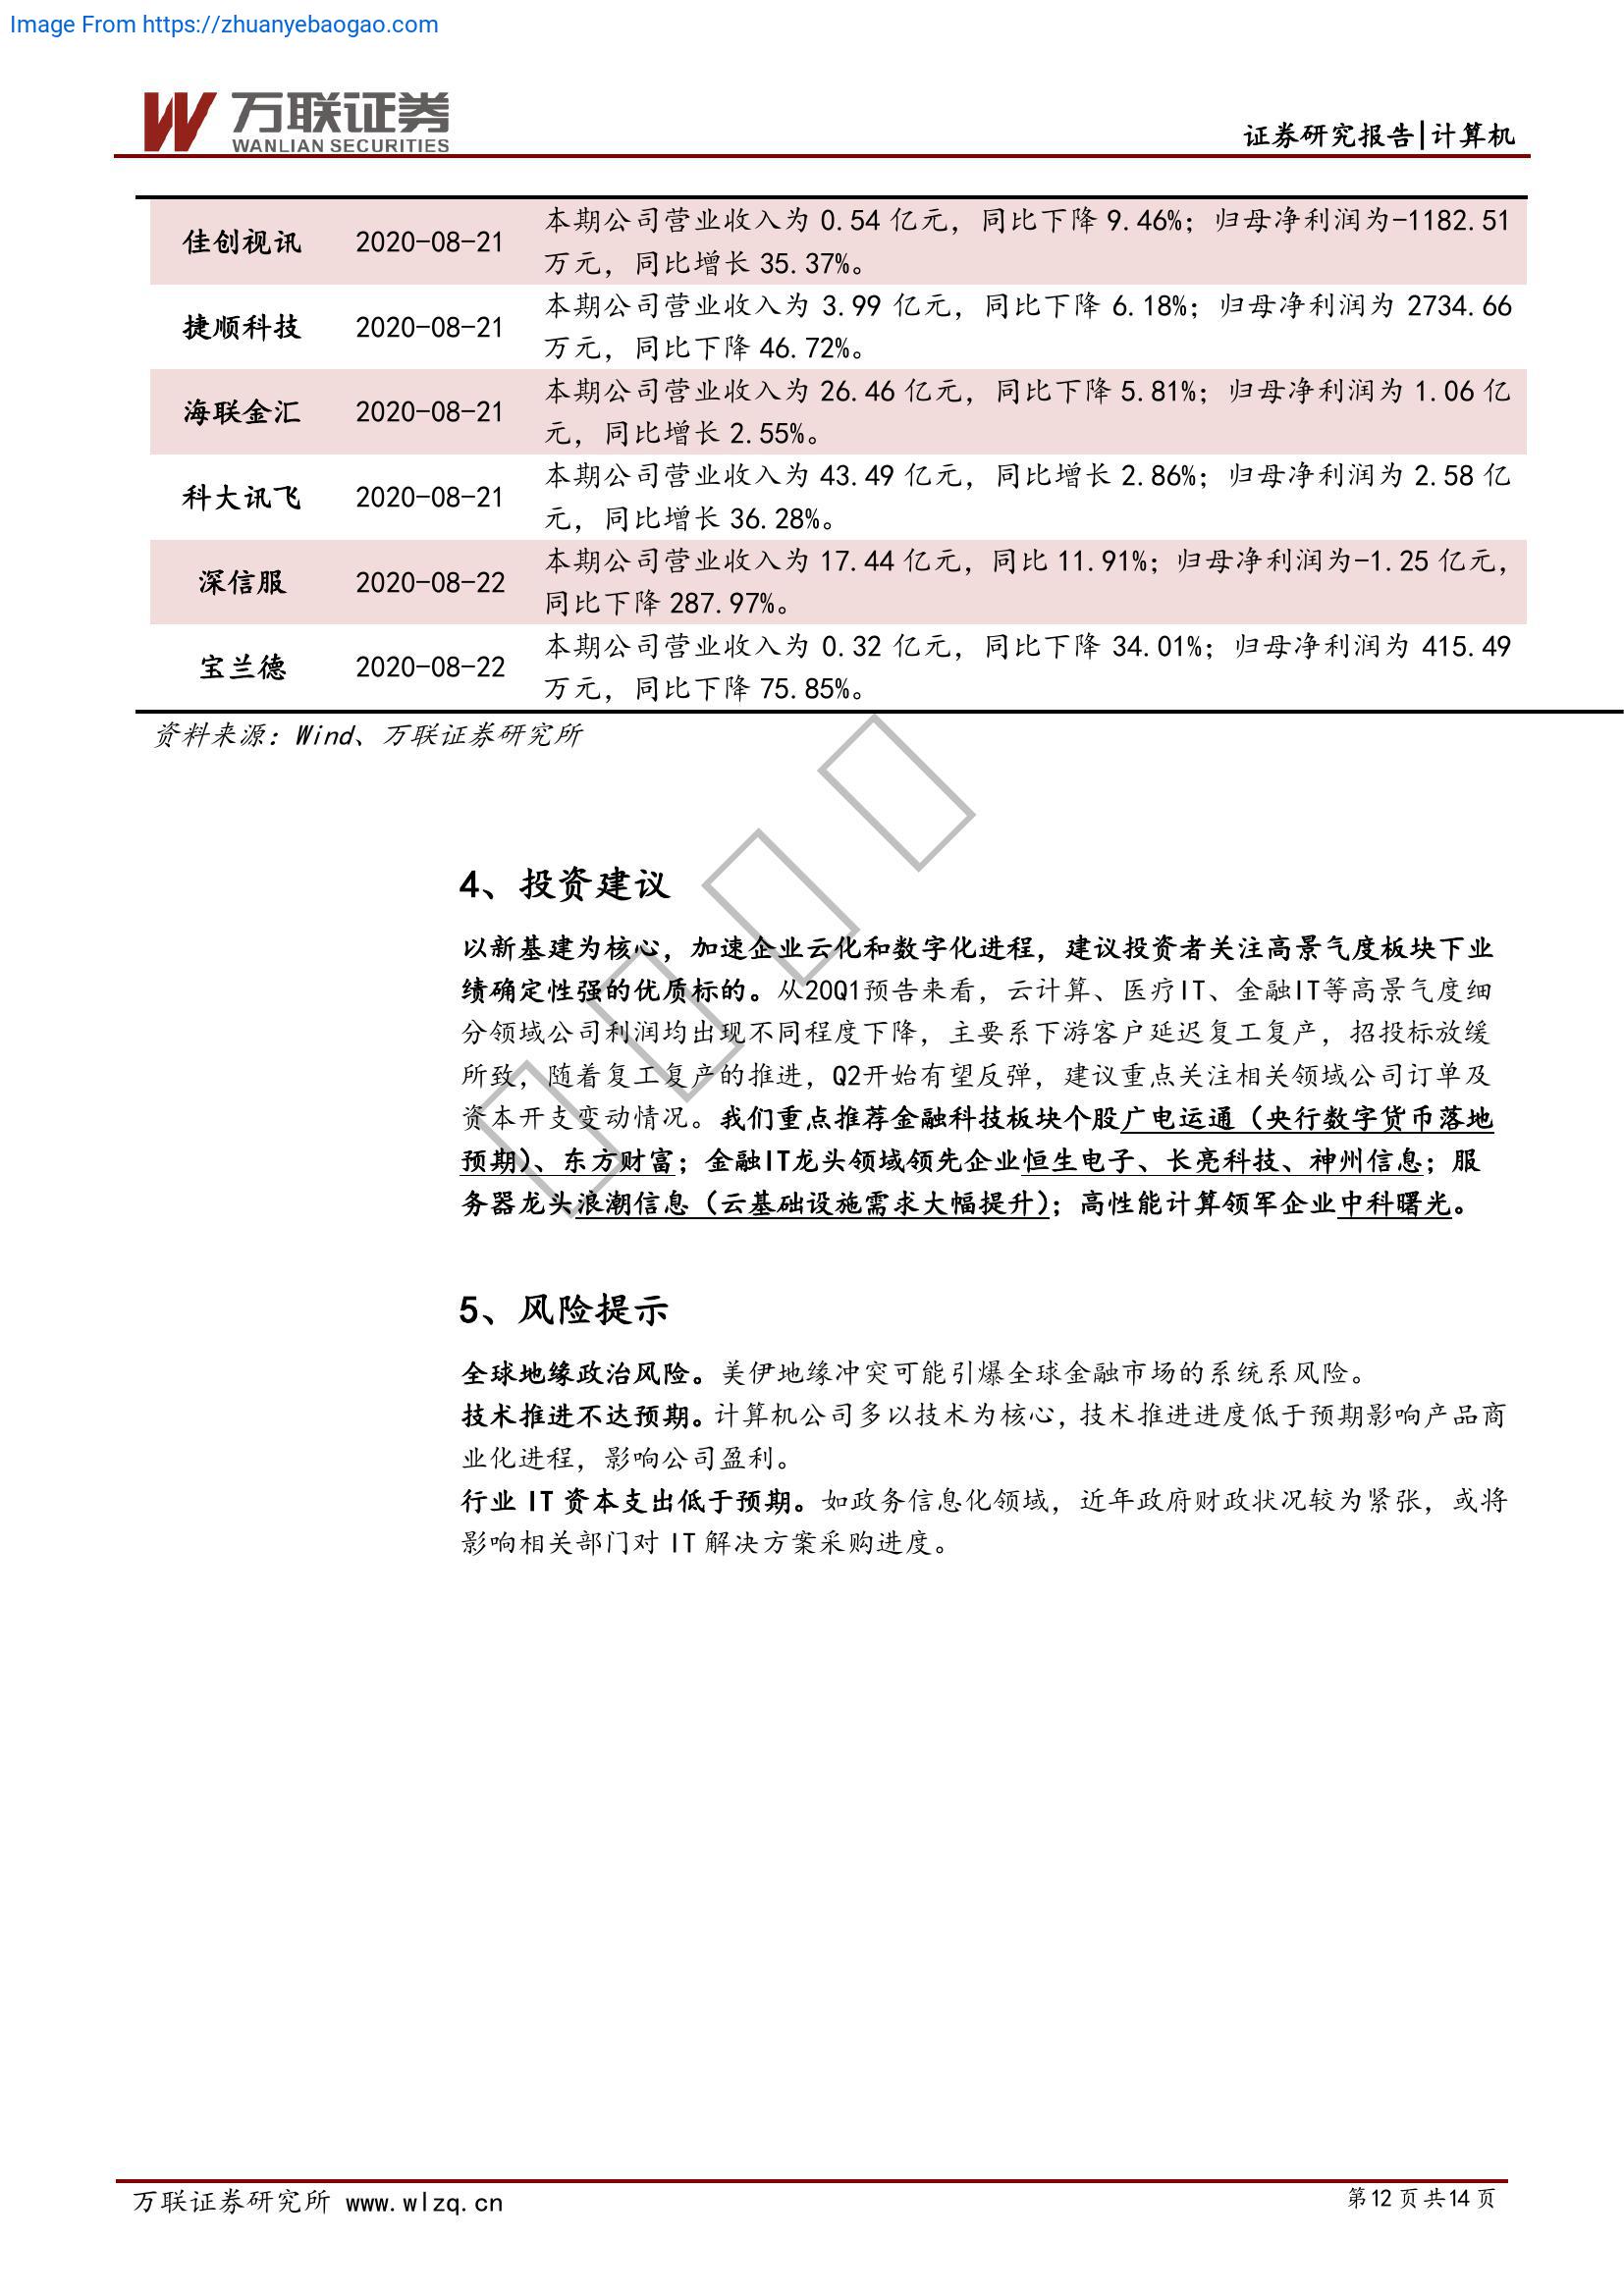 Image From https://zhuanyebaogao.com
万联证券
WANLIAN SECURITIES
证券研究报告|计算机
佳创视讯 2020-08-21 本期公司营业收入为 0.54 亿元，同比下降 9.46%；归母净利润为-1182.51
万元，同比增长 35.37%。
捷顺科技 2020-08-21 本期公司营业收入为 3.99 亿元，同比下降 6.18%；归母净利润为 2734.66
万元，同比下降 46.72%。
海联金汇 2020-08-21 本期公司营业收入为 26.46 亿元，同比下降 5.81%；归母净利润为 1.06 亿
元，同比增长 2.55%。
科大讯飞 2020-08-21 本期公司营业收入为 43.49 亿元，同比增长 2.86%；归母净利润为 2.58 亿
元，同比增长 36.28%。
深信服 2020-08-22 本期公司营业收入为 17.44 亿元，同比 11.91%；归母净利润为-1.25 亿元，
同比下降 287.97%。
宝兰德 2020-08-22 本期公司营业收入为 0.32 亿元，同比下降 34.01%；归母净利润为 415.49
万元，同比下降 75.85%。
资料来源：Wind、万联证券研究所
4、投资建议
以新基建为核心，加速企业云化和数字化进程，建议投资者关注高景气度板块下业
绩确定性强的优质标的。从20Q1预告来看，云计算、医疗IT、金融IT等高景气度细
分领域公司利润均出现不同程度下降，主要系下游客户延迟复工复产，招投标放缓
所致，随着复工复产的推进，Q2开始有望反弹，建议重点关注相关领域公司订单及
资本开支变动情况。我们重点推荐金融科技板块个股广电运通（央行数字货币落地
预期）、东方财富；金融IT龙头领域领先企业恒生电子、长亮科技、神州信息；服
务器龙头浪潮信息（云基础设施需求大幅提升）；高性能计算领军企业中科曙光。
5、风险提示
全球地缘政治风险。美伊地缘冲突可能引爆全球金融市场的系统系风险。
技术推进不达预期。计算机公司多以技术为核心，技术推进进度低于预期影响产品商
业化进程，影响公司盈利。
行业 IT 资本支出低于预期。如政务信息化领域，近年政府财政状况较为紧张，或将
影响相关部门对 IT 解决方案采购进度。
万联证券研究所 www.wlzq.cn
第 12 页 共 14 页